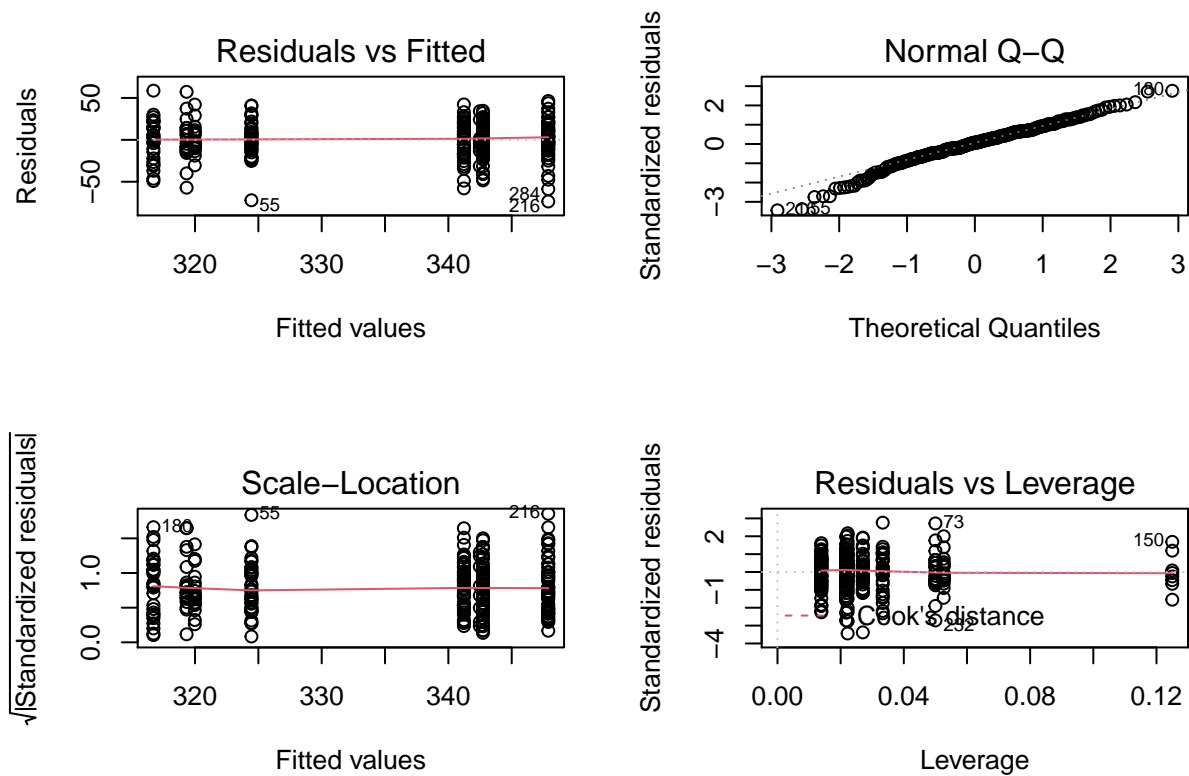 Residuals vs Fitted
Residuals
50
−50
55
284
216
320 330 340
Fitted values
Normal Q−Q
Standardized residuals
2
0
−3
180
55
−3 −2 −1 0 1 2 3
Theoretical Quantiles
Scale−Location
√|Standardized residuals|
1.0
0.0
180
55
216
320 330 340
Fitted values
Residuals vs Leverage
Standardized residuals
2
−1
−4
73
150
232
Cook's distance
0.00 0.04 0.08 0.12
Leverage